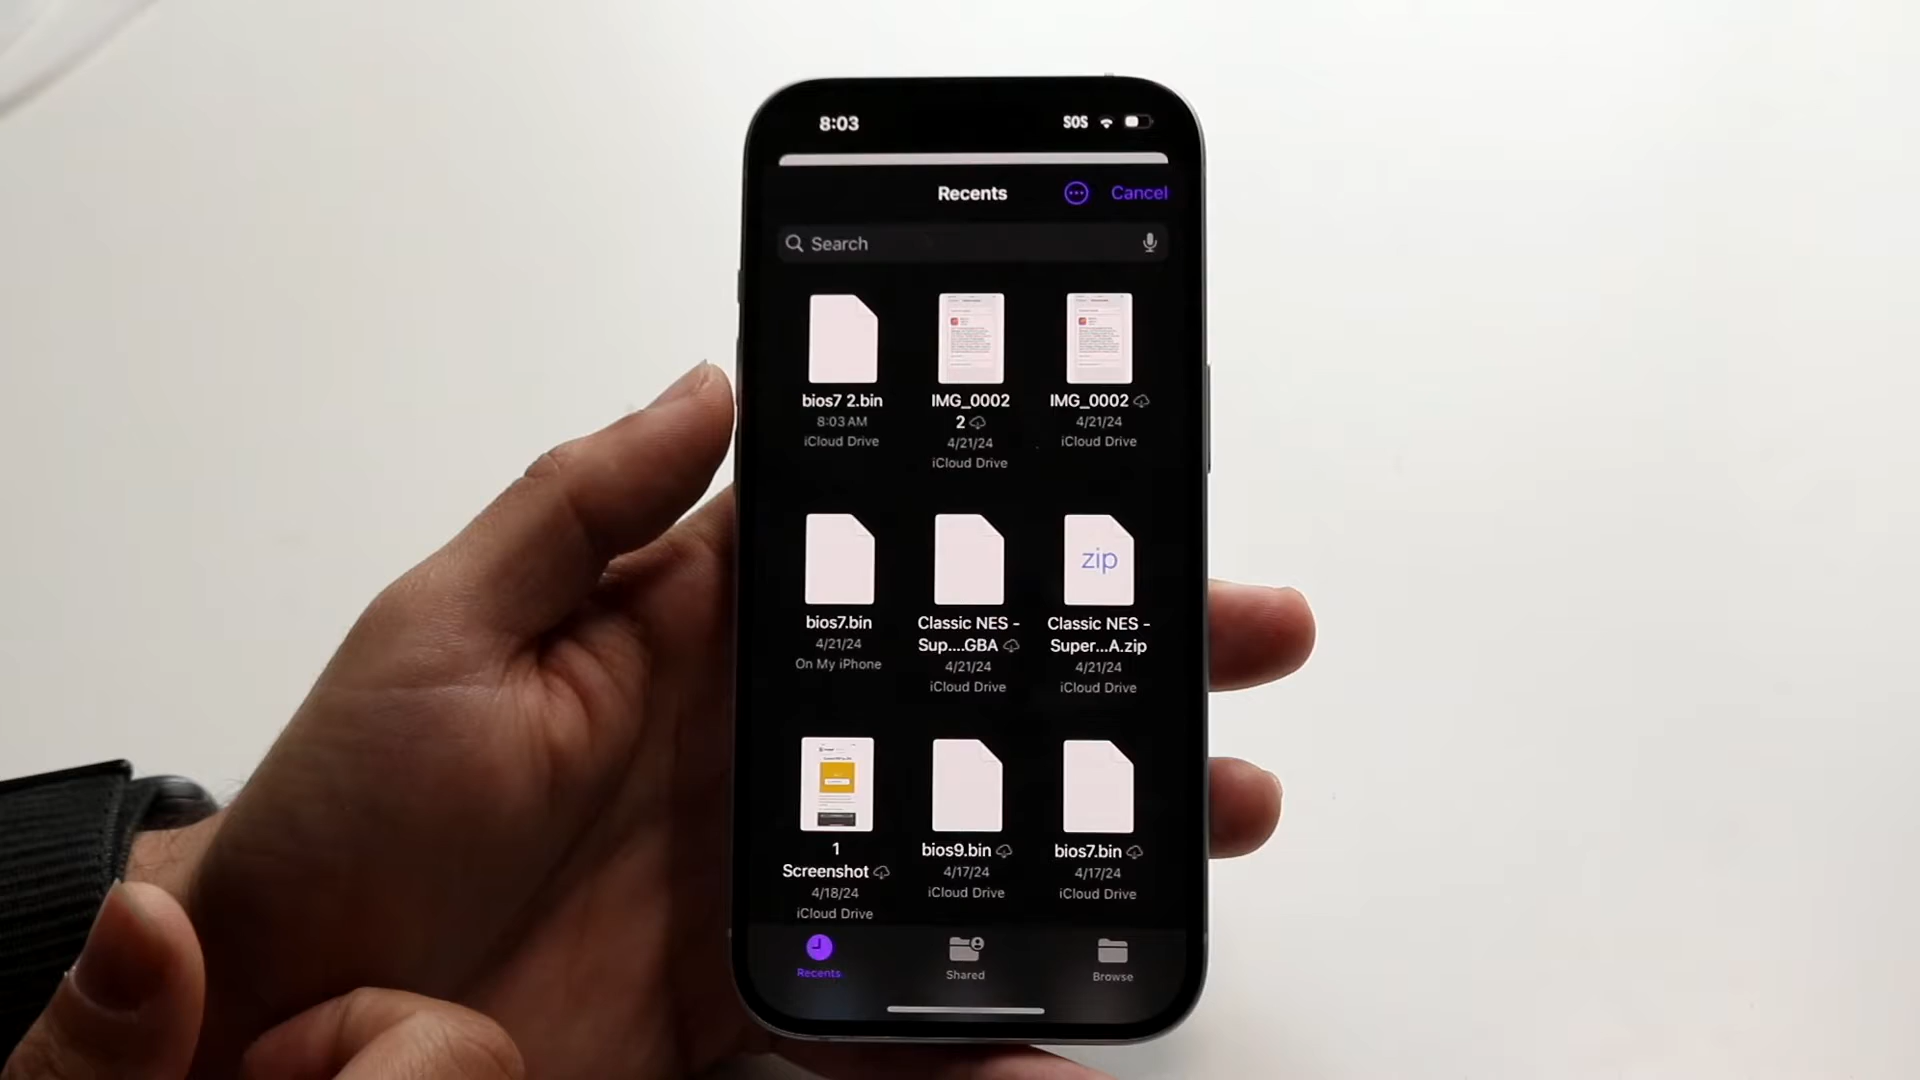 8:03
SOS
Recents
Cancel
Search
bios7 2.bin
8:03 AM
iCloud Drive
IMG_0002
2
4/21/24
iCloud Drive
IMG_0002
4/21/24
iCloud Drive
zip
bios7.bin
4/21/24
On My iPhone
Classic NES -
Sup....GBA
4/21/24
iCloud Drive
Classic NES -
Super...A.zip
4/21/24
iCloud Drive
1
Screenshot
4/18/24
iCloud Drive
bios9.bin
4/17/24
iCloud Drive
bios7.bin
4/17/24
iCloud Drive
Recents
Shared
Browse